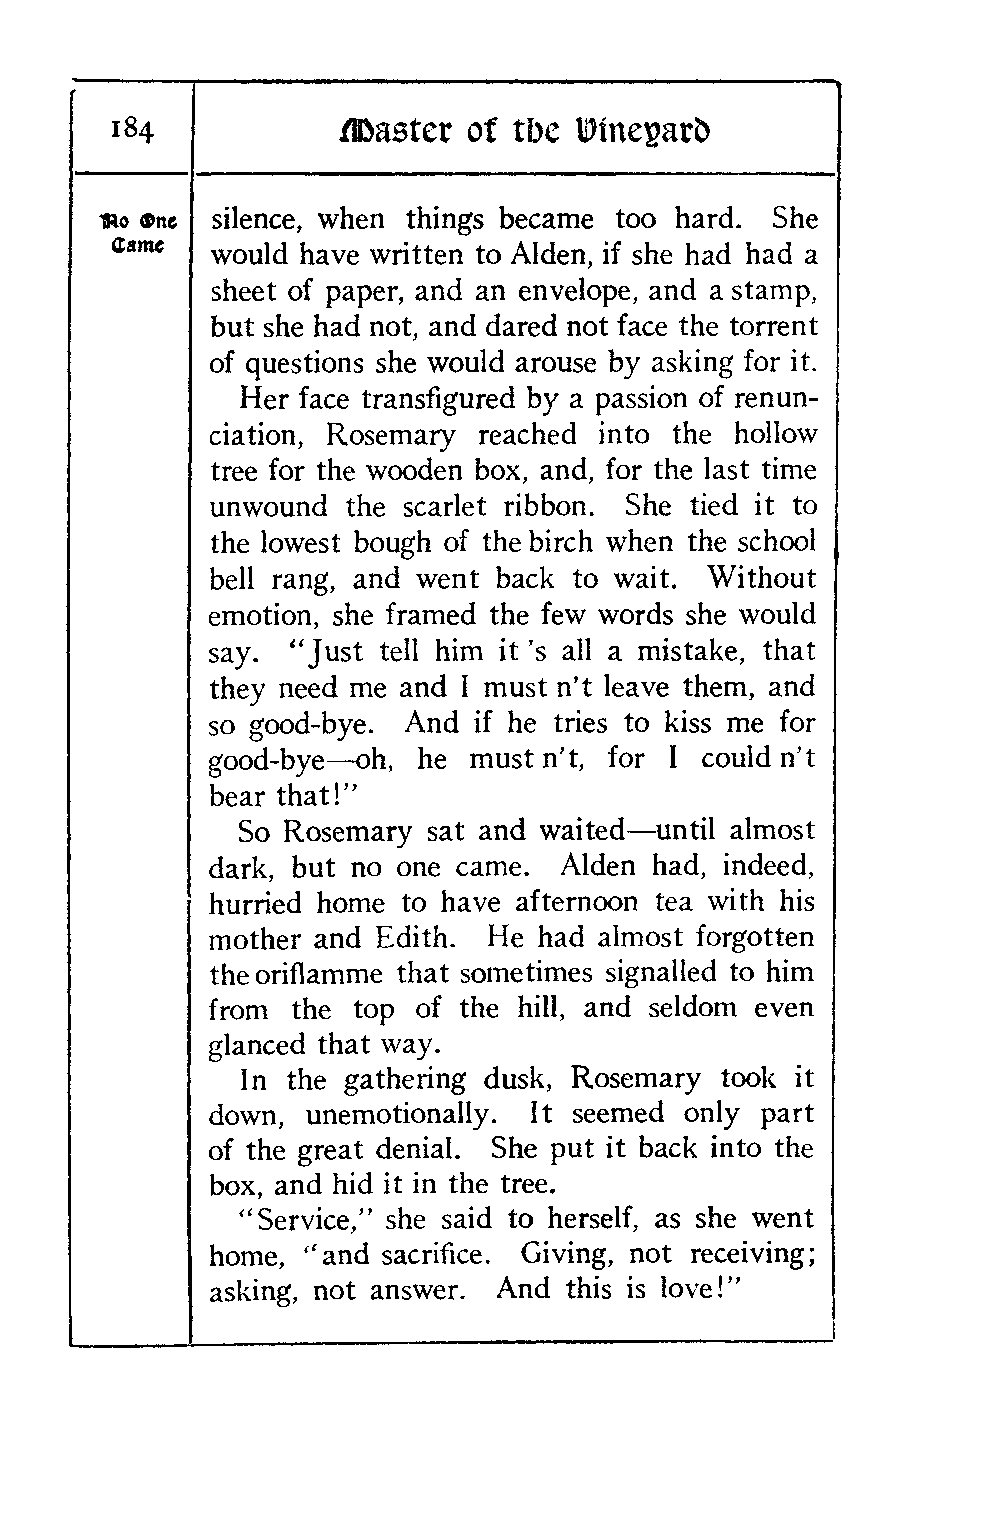 184
Master of the Vineyard
No One
Came
silence, when things became too hard. She
would have written to Alden, if she had had a
sheet of paper, and an envelope, and a stamp,
but she had not, and dared not face the torrent
of questions she would arouse by asking for it.
Her face transfigured by a passion of renun-
ciation, Rosemary reached into the hollow
tree for the wooden box, and, for the last time
unwound the scarlet ribbon. She tied it to
the lowest bough of the birch when the school
bell rang, and went back to wait. Without
emotion, she framed the few words she would
say. “Just tell him it 's all a mistake, that
they need me and I must n't leave them, and
so good-bye. And if he tries to kiss me for
good-bye—oh, he must n't, for I could n't
bear that!”
So Rosemary sat and waited—until almost
dark, but no one came. Alden had, indeed,
hurried home to have afternoon tea with his
mother and Edith. He had almost forgotten
the oriflamme that sometimes signalled to him
from the top of the hill, and seldom even
glanced that way.
In the gathering dusk, Rosemary took it
down, unemotionally. It seemed only part
of the great denial. She put it back into the
box, and hid it in the tree.
“Service,” she said to herself, as she went
home, “and sacrifice. Giving, not receiving;
asking, not answer. And this is love!”